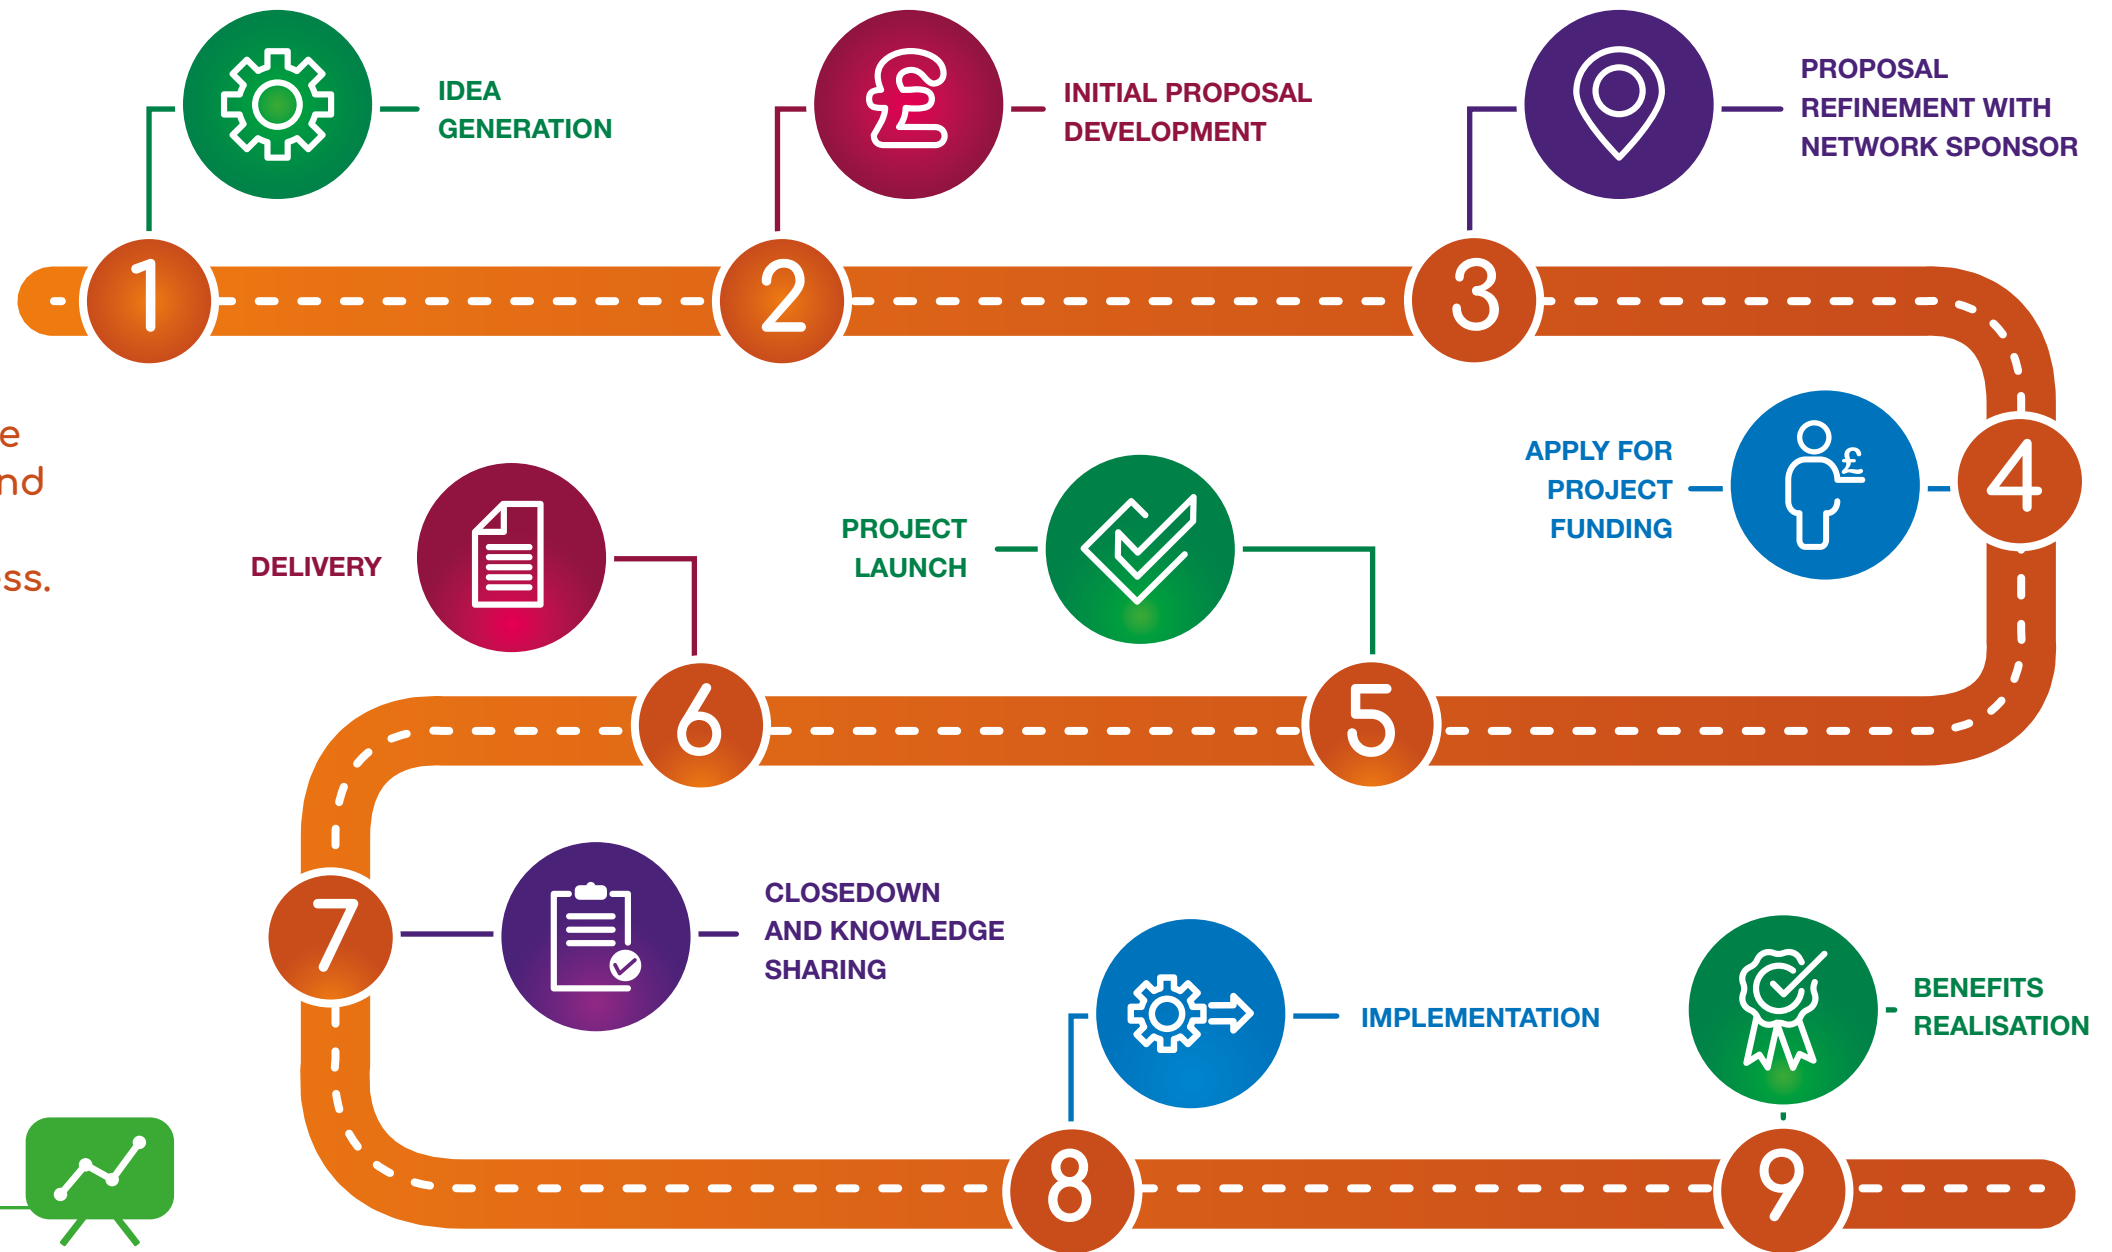 IDEA
GENERATION
INITIAL PROPOSAL
DEVELOPMENT
PROPOSAL
REFINEMENT WITH
NETWORK SPONSOR
1
2
3
APPLY FOR
PROJECT
FUNDING
£
4
PROJECT
LAUNCH
DELIVERY
6
5
7
CLOSEDOWN
AND KNOWLEDGE
SHARING
IMPLEMENTATION
BENEFITS
REALISATION
8
9